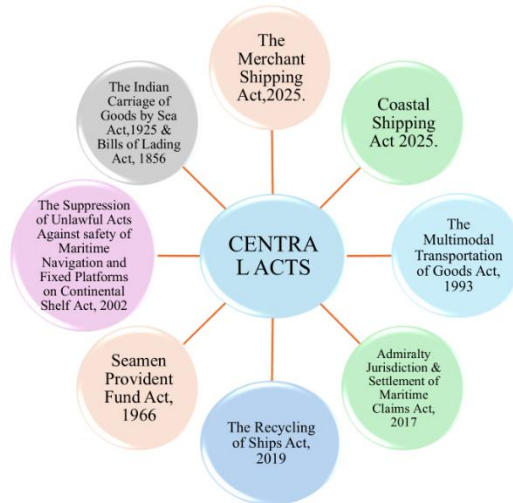 The
Merchant
Shipping
Act,2025.
Coastal
Shipping
Act 2025.
The
Multimodal
Transportation
of Goods Act,
1993
Admiralty
Jurisdiction &
Settlement of
Maritime
Claims Act,
2017
The Recycling
of Ships Act,
2019
Seamen
Provident
Fund Act,
1966
The Suppression
of Unlawful Acts
Against safety of
Maritime
Navigation and
Fixed Platforms
on Continental
Shelf Act, 2002
The Indian
Carriage of
Goods by Sea
Act,1925 &
Bills of Lading
Act, 1856
CENTRA
L ACTS